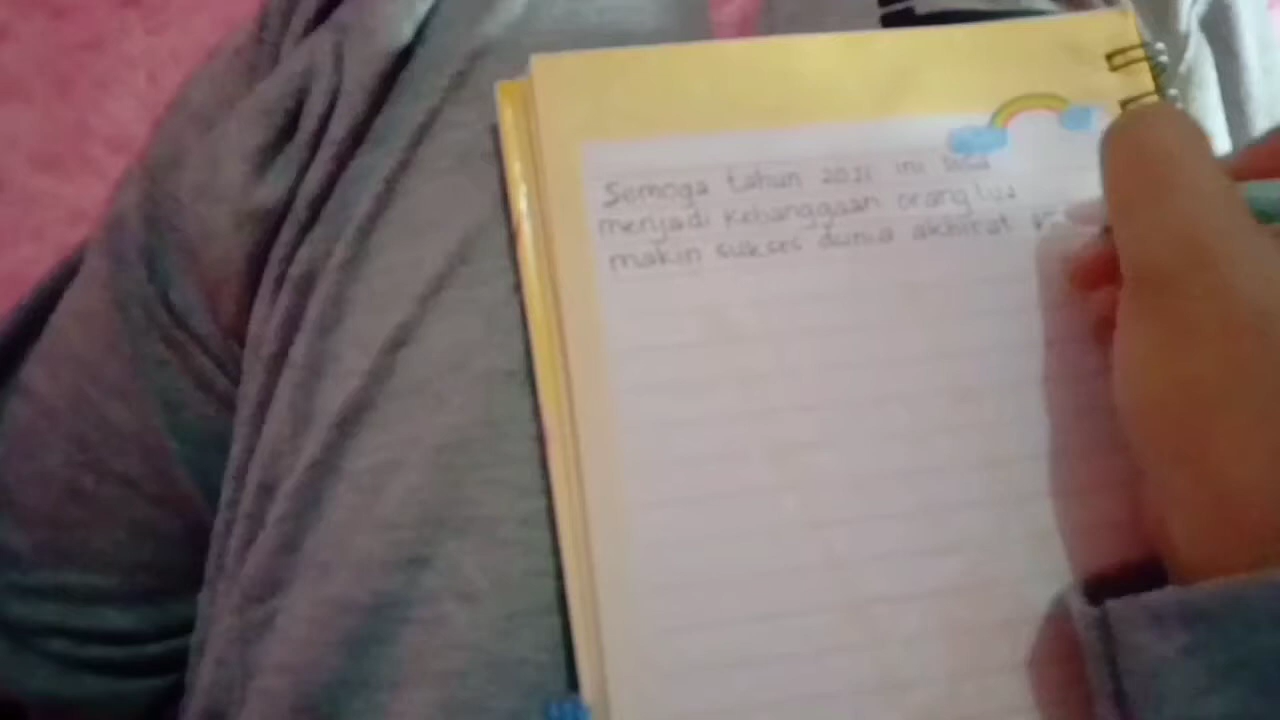 Semoga tahun 2021 ini bisa
menjadi kebanggaan orang tua
makin sukses dunia akhirat